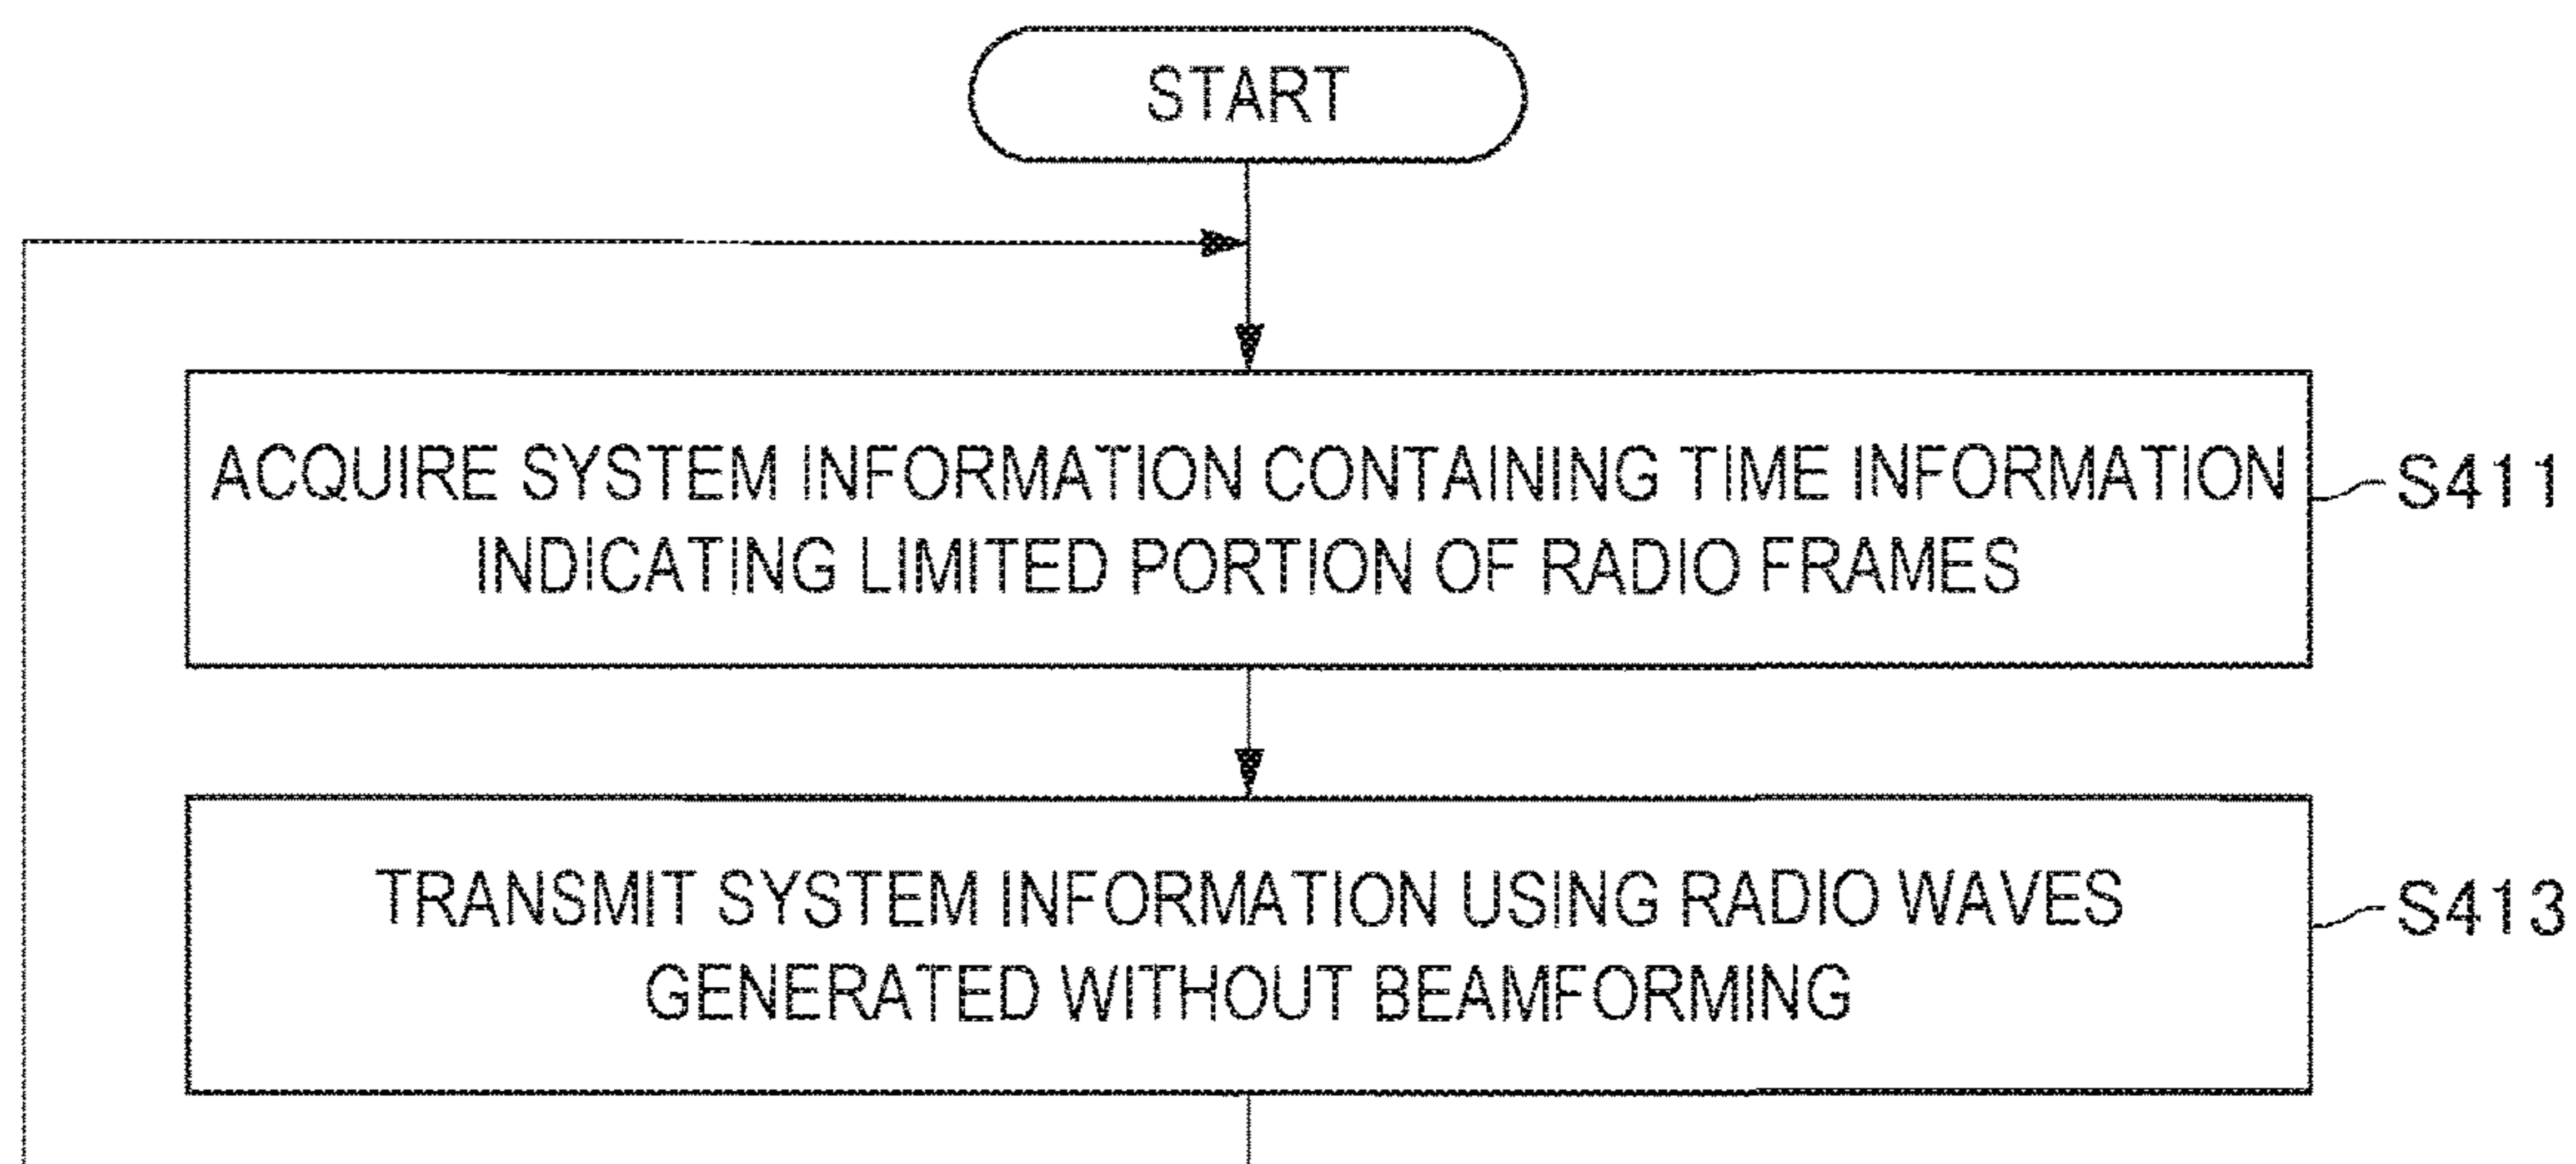 START
ACQUIRE SYSTEM INFORMATION CONTAINING TIME INFORMATION
INDICATING LIMITED PORTION OF RADIO FRAMES
S411
TRANSMIT SYSTEM INFORMATION USING RADIO WAVES
GENERATED WITHOUT BEAMFORMING
S413